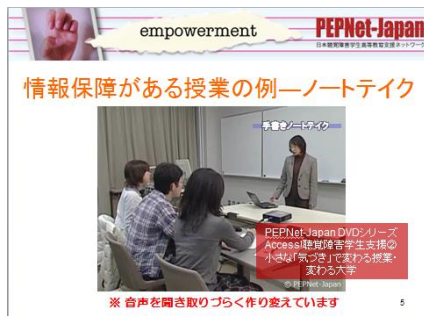 empowerment
PEPNet-Japan
日本聴覚障害学生高等教育支援ネットワーク
情報保障がある授業の例―ノートテイク
手書きノートテイク
PEPNet-Japan DVDシリーズ
Access!聴覚障害学生支援②
小さな「気づき」で変わる授業・
変わる大学
© PEPNet-Japan
※ 音声を聞き取りづらく作り変えています
5